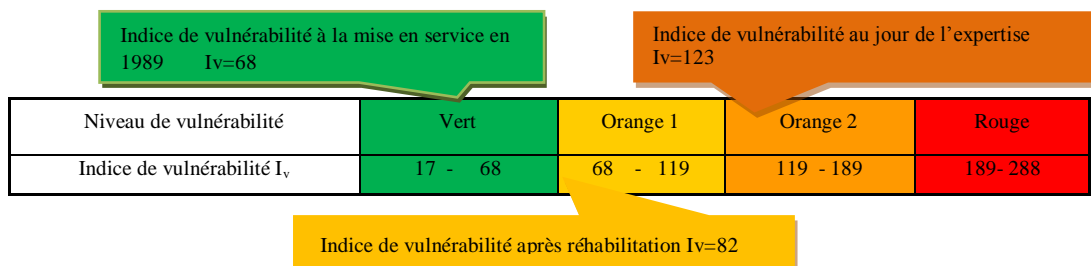 Indice de vulnérabilité à la mise en service en
1989 Iv=68
Indice de vulnérabilité au jour de l'expertise
Iv=123
Niveau de vulnérabilité Vert Orange 1 Orange 2 Rouge
Indice de vulnérabilité Iv 17 - 68 68 - 119 119 - 189 189- 288
Indice de vulnérabilité après réhabilitation Iv=82